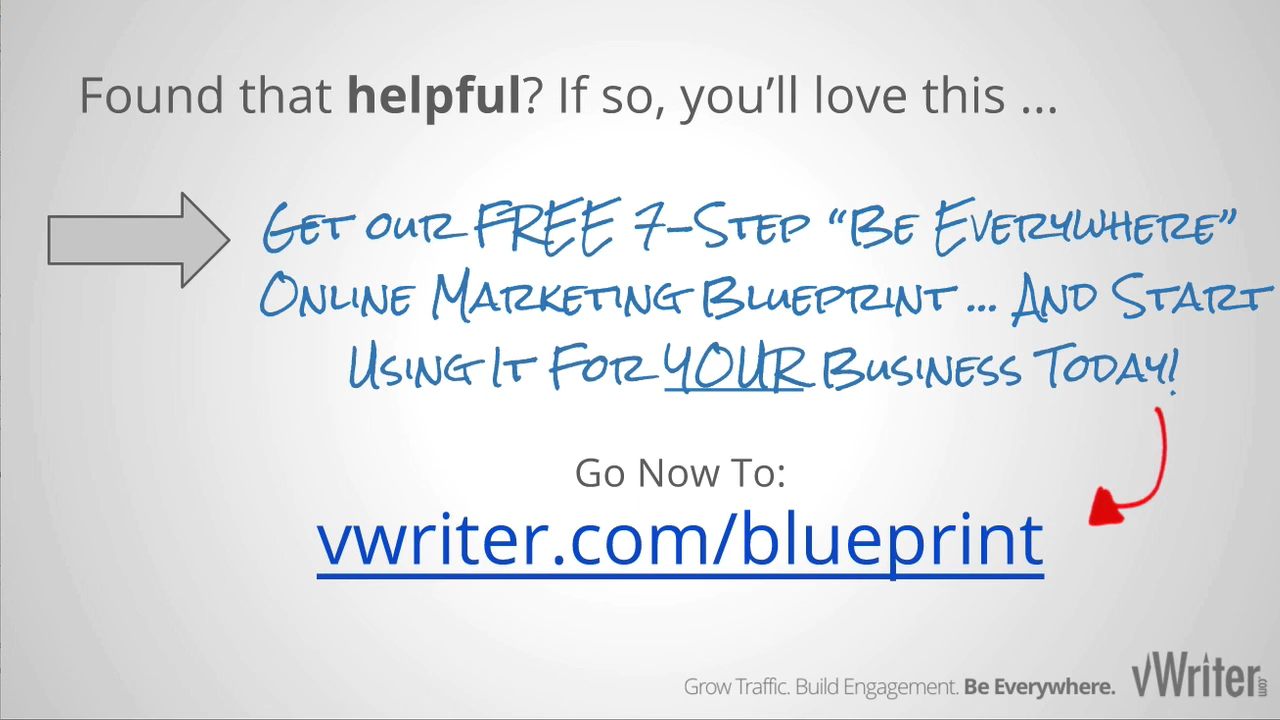 Found that helpful? If so, you’ll love this ...
Get our FREE 7-Step “Be Everywhere”
Online Marketing Blueprint ... And Start
Using It For YOUR Business Today!
Go Now To:
vwriter.com/blueprint
Grow Traffic. Build Engagement. Be Everywhere. vWriter.com